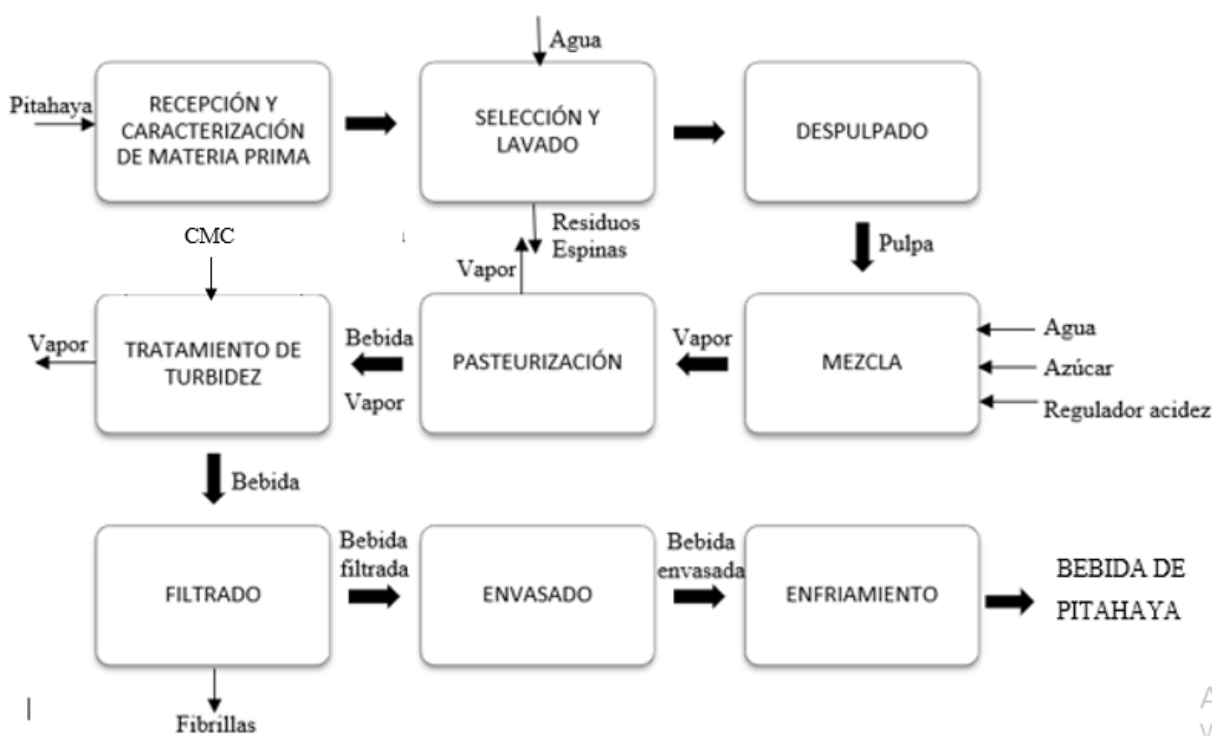 Agua
Pitahaya
RECEPCIÓN Y
CARACTERIZACIÓN
DE MATERIA PRIMA
SELECCIÓN Y
LAVADO
DESPULPADO
Residuos
Espinas
Pulpa
CMC
Vapor
Agua
Azúcar
Regulador acidez
MEZCLA
Vapor
PASTEURIZACIÓN
Bebida
Vapor
TRATAMIENTO DE
TURBIDEZ
Vapor
Bebida
FILTRADO
Bebida
filtrada
ENVASADO
Bebida
envasada
ENFRIAMIENTO
BEBIDA DE
PITAHAYA
Fibrillas